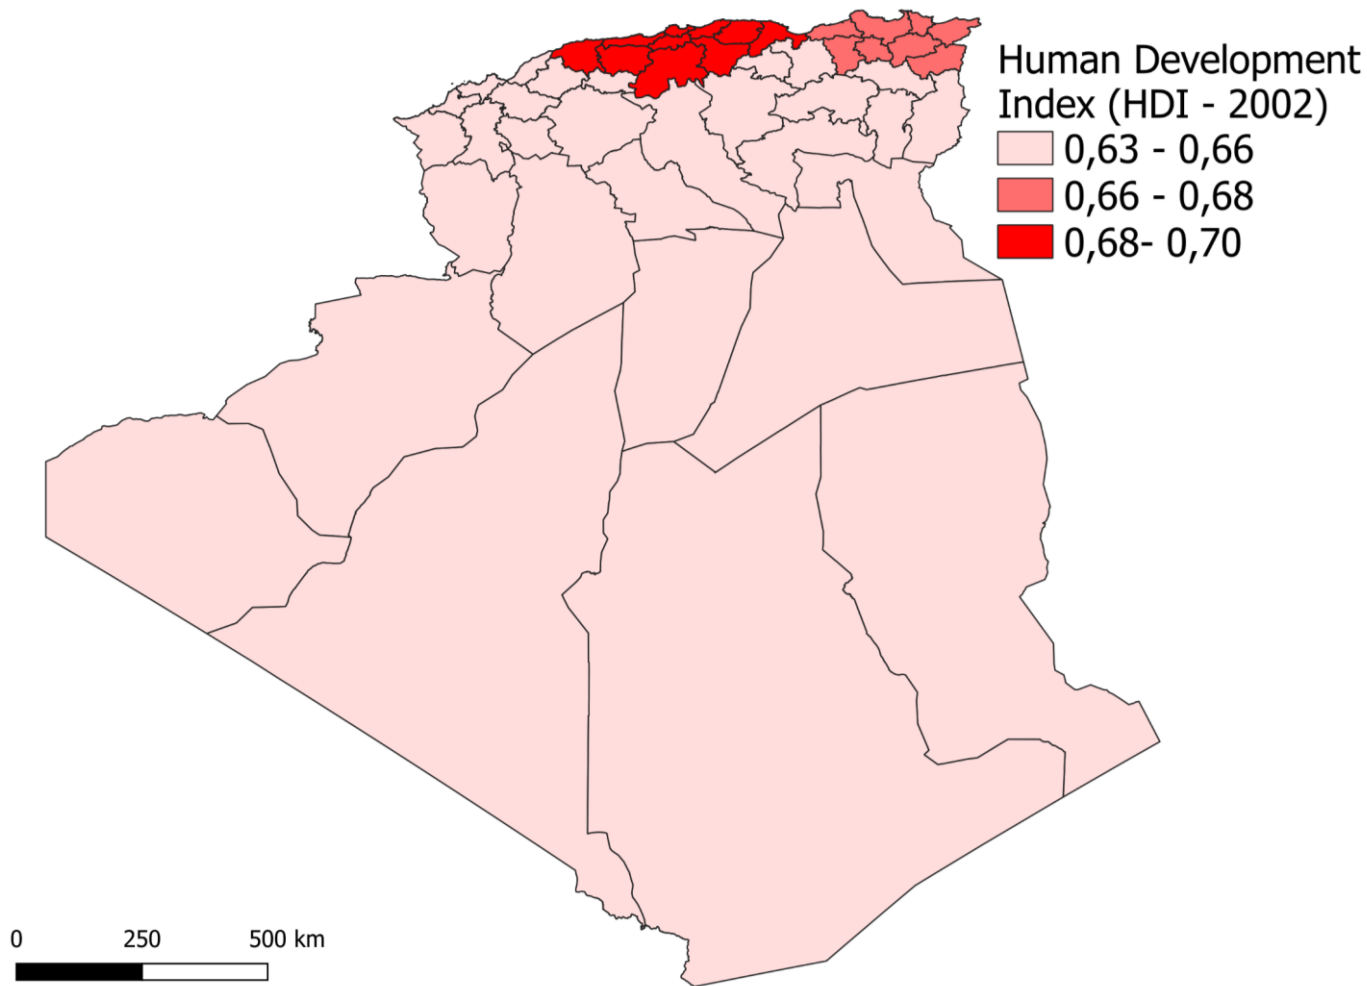 Human Development
Index (HDI - 2002)
0,63 - 0,66
0,66 - 0,68
0,68- 0,70
0 250 500 km